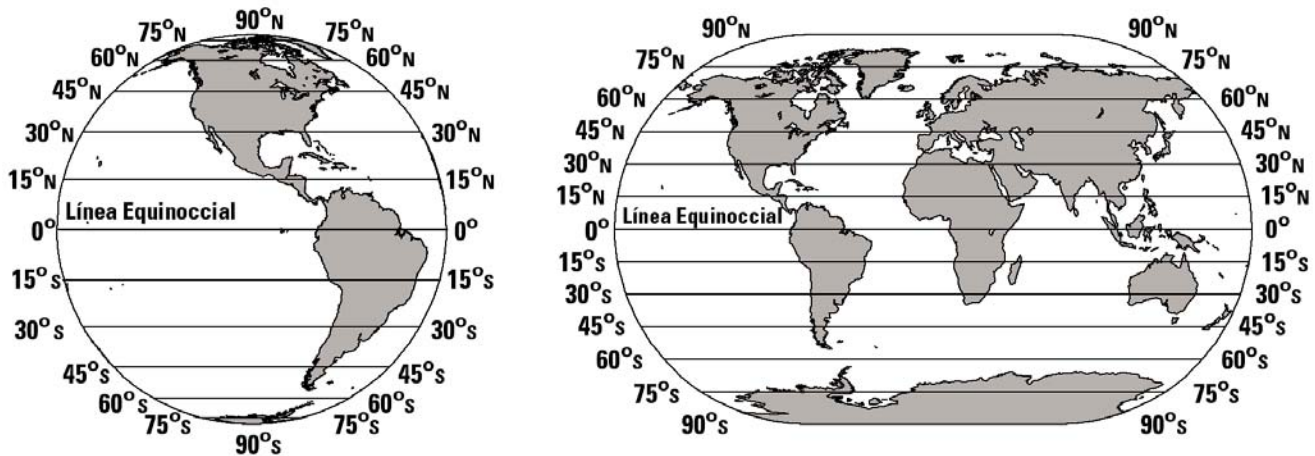 90°N
75°N 75°N
60°N 60°N
45°N 45°N
30°N 30°N
15°N 15°N
Línea Equinoccial
0° 0°
15°S 15°S
30°S 30°S
45°S 45°S
60°S 60°S
75°S 75°S
90°S
90°N 90°N
75°N 75°N
60°N 60°N
45°N 45°N
30°N 30°N
15°N 15°N
Línea Equinoccial
0° 0°
15°S 15°S
30°S 30°S
45°S 45°S
60°S 60°S
75°S 75°S
90°S 90°S